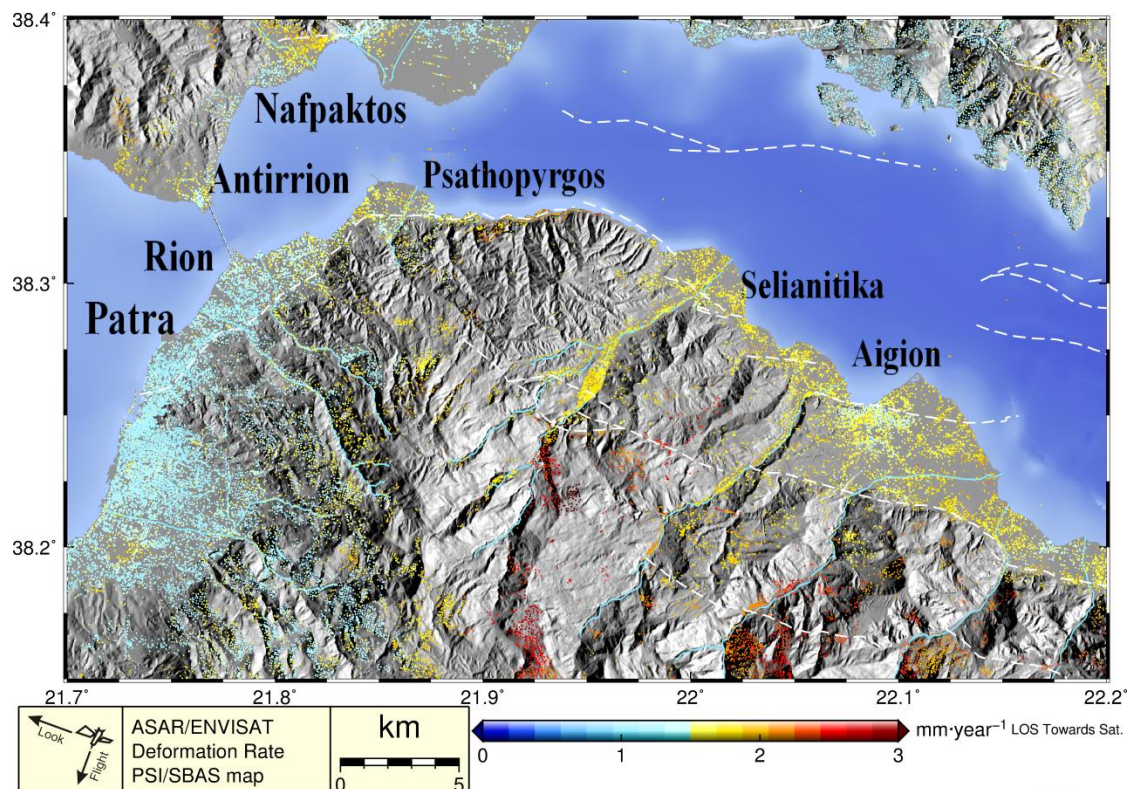 38.4°
Nafpaktos
Antirrion
Psathopyrgos
Rion
38.3°
Selianitika
Patra
Aigion
38.2°
21.7° 21.8° 21.9° 22° 22.1° 22.2°
Look
Flight
ASAR/ENVISAT
Deformation Rate
PSI/SBAS map
km
0 5
mm·year⁻¹ LOS Towards Sat.
0 1 2 3